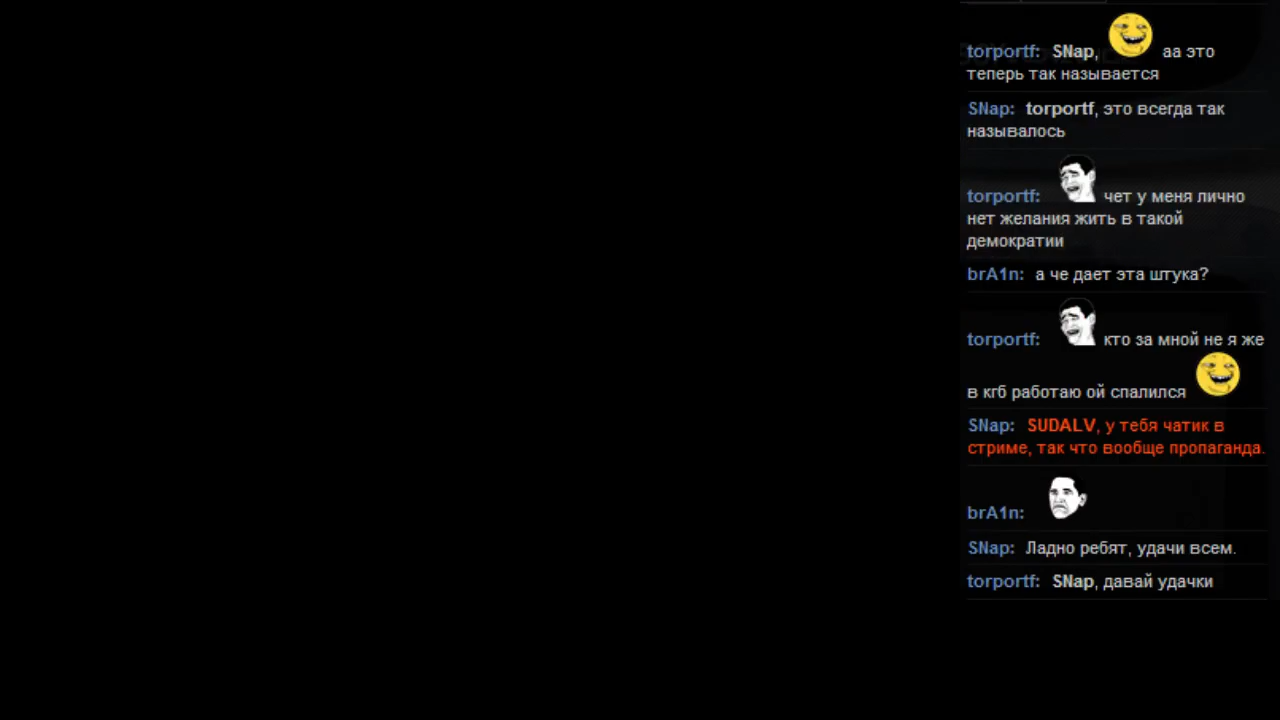 torportf: SNap, аа это
теперь так называется
SNap: torportf, это всегда так
называлось
torportf: чет у меня лично
нет желания жить в такой
демократии
brA1n: а че дает эта штука?
torportf: кто за мной не я же
в кгб работаю ой спалился
SNap: SUDALV, у тебя чатик в
стриме, так что вообще пропаганда.
brA1n:
SNap: Ладно ребят, удачи всем.
torportf: SNap, давай удачки